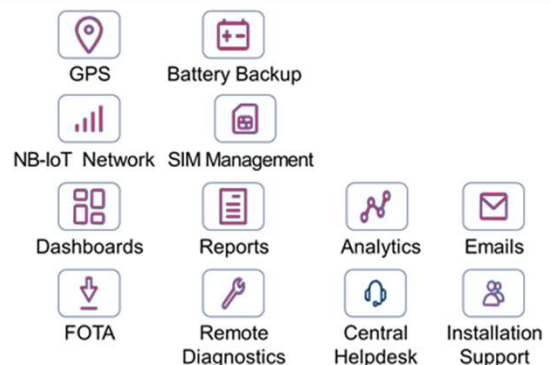 GPS
Battery Backup
NB-IoT Network
SIM Management
Dashboards
Reports
Analytics
Emails
FOTA
Remote
Diagnostics
Central
Helpdesk
Installation
Support